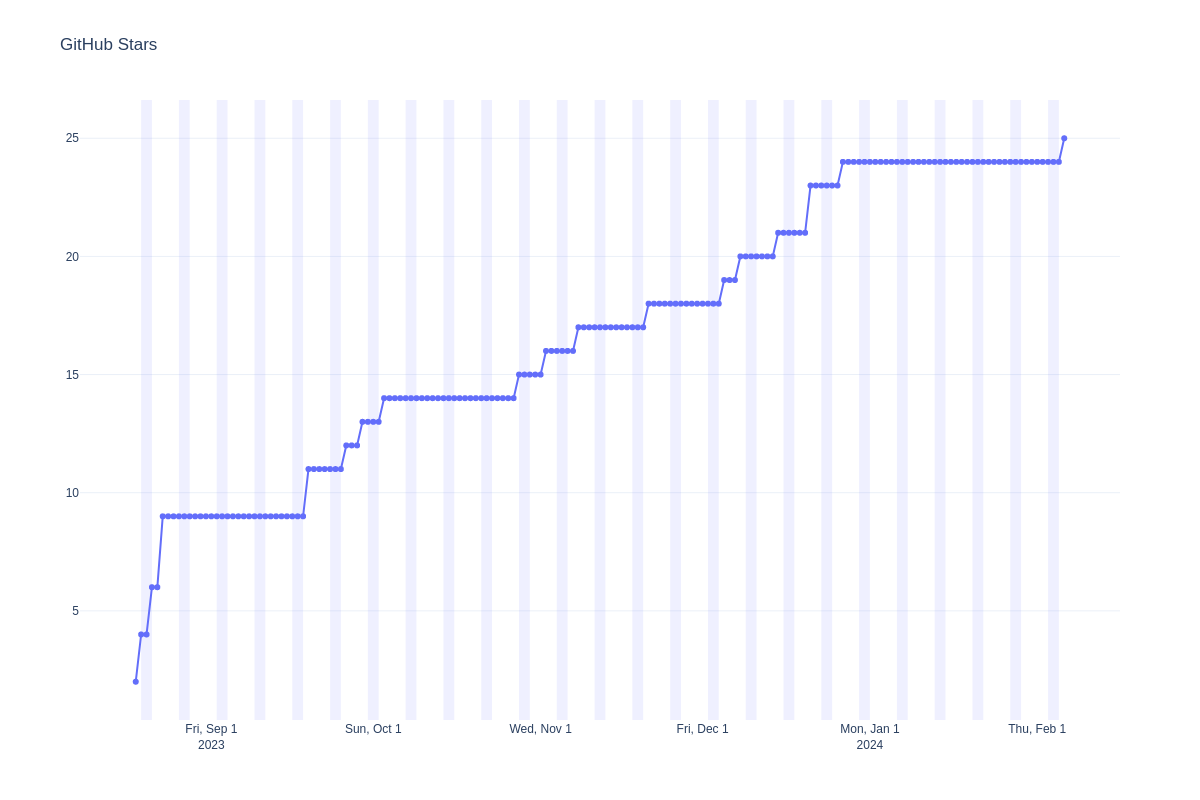 GitHub Stars
25
20
15
10
5
Fri, Sep 1
2023
Sun, Oct 1
Wed, Nov 1
Fri, Dec 1
Mon, Jan 1
2024
Thu, Feb 1